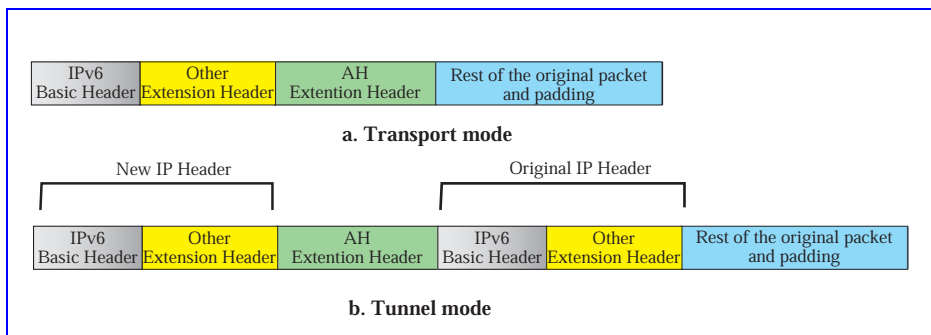 IPv6 Basic Header
Other Extension Header
AH Extention Header
Rest of the original packet and padding
a. Transport mode
New IP Header
Original IP Header
IPv6 Basic Header
Other Extension Header
AH Extention Header
IPv6 Basic Header
Other Extension Header
Rest of the original packet and padding
b. Tunnel mode